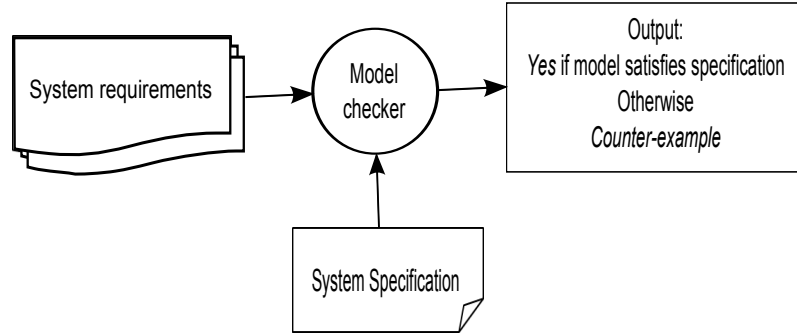 System requirements
Model
checker
Output:
Yes if model satisfies specification
Otherwise
Counter-example
System Specification